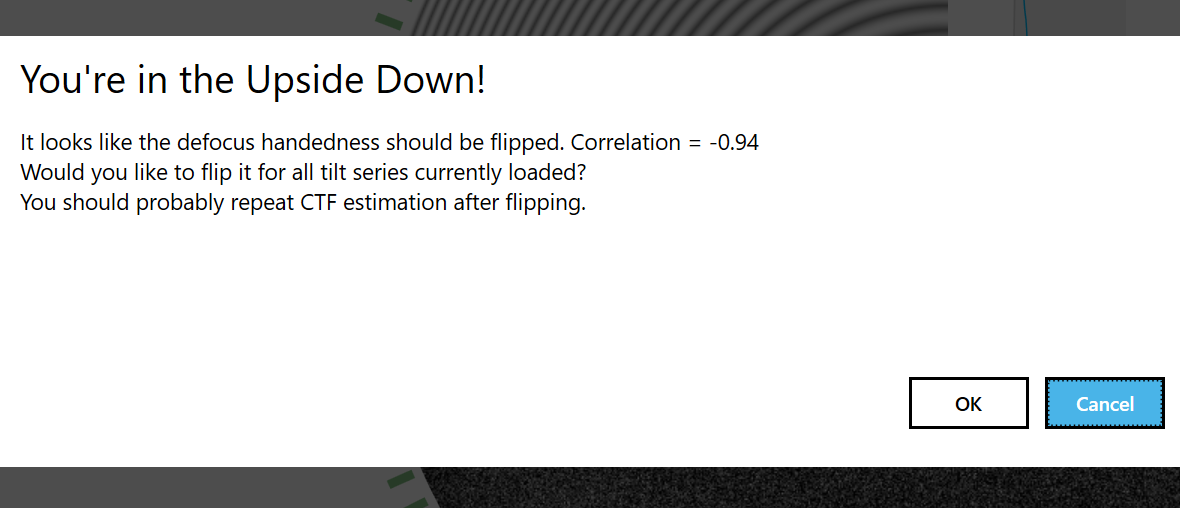 You're in the Upside Down!
It looks like the defocus handedness should be flipped. Correlation = -0.94
Would you like to flip it for all tilt series currently loaded?
You should probably repeat CTF estimation after flipping.
OK
Cancel